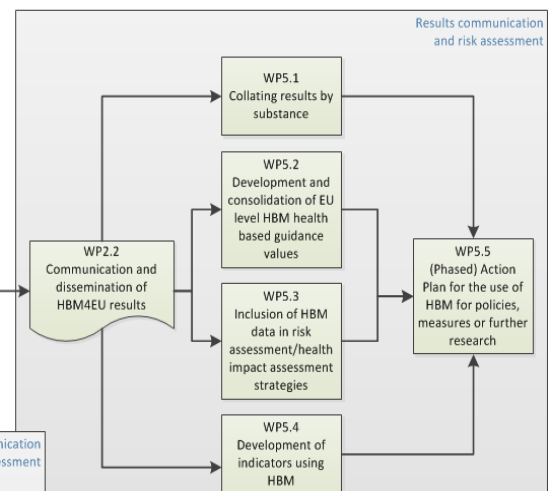 Results communication
and risk assessment
WP5.1
Collating results by
substance
WP5.2
Development and
consolidation of EU
level HBM health
based guidance
values
WP2.2
Communication and
dissemination of
HBM4EU results
WP5.3
Inclusion of HBM
data in risk
assessment/health
impact assessment
strategies
WP5.5
(Phased) Action
Plan for the use of
HBM for policies,
measures or further
research
WP5.4
Development of
indicators using
HBM